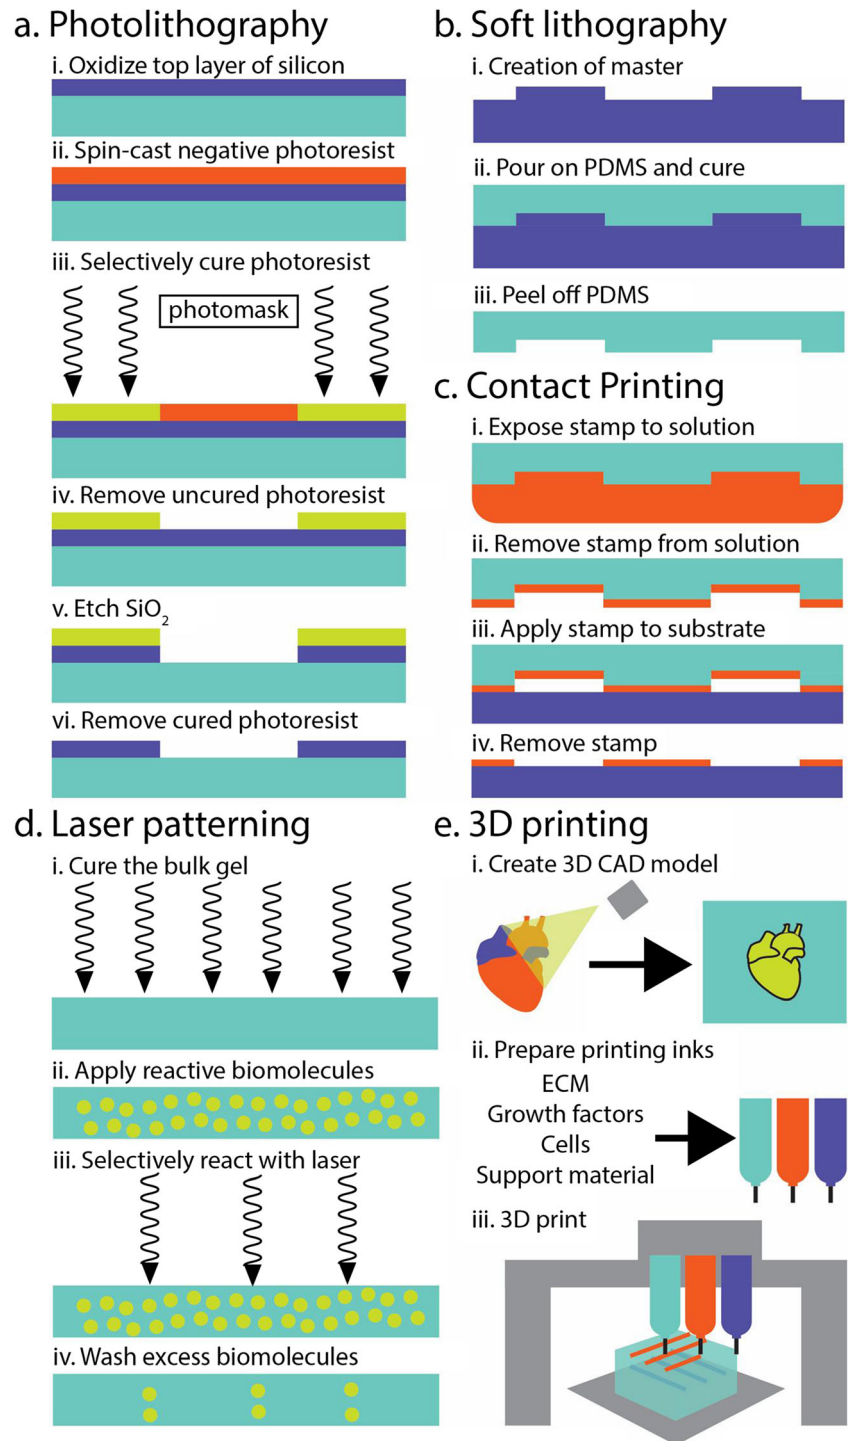 a. Photolithography
i. Oxidize top layer of silicon
ii. Spin-cast negative photoresist
iii. Selectively cure photoresist
photomask
iv. Remove uncured photoresist
v. Etch SiO₂
vi. Remove cured photoresist
b. Soft lithography
i. Creation of master
ii. Pour on PDMS and cure
iii. Peel off PDMS
c. Contact Printing
i. Expose stamp to solution
ii. Remove stamp from solution
iii. Apply stamp to substrate
iv. Remove stamp
d. Laser patterning
i. Cure the bulk gel
ii. Apply reactive biomolecules
iii. Selectively react with laser
iv. Wash excess biomolecules
e. 3D printing
i. Create 3D CAD model
ii. Prepare printing inks
ECM
Growth factors
Cells
Support material
iii. 3D print